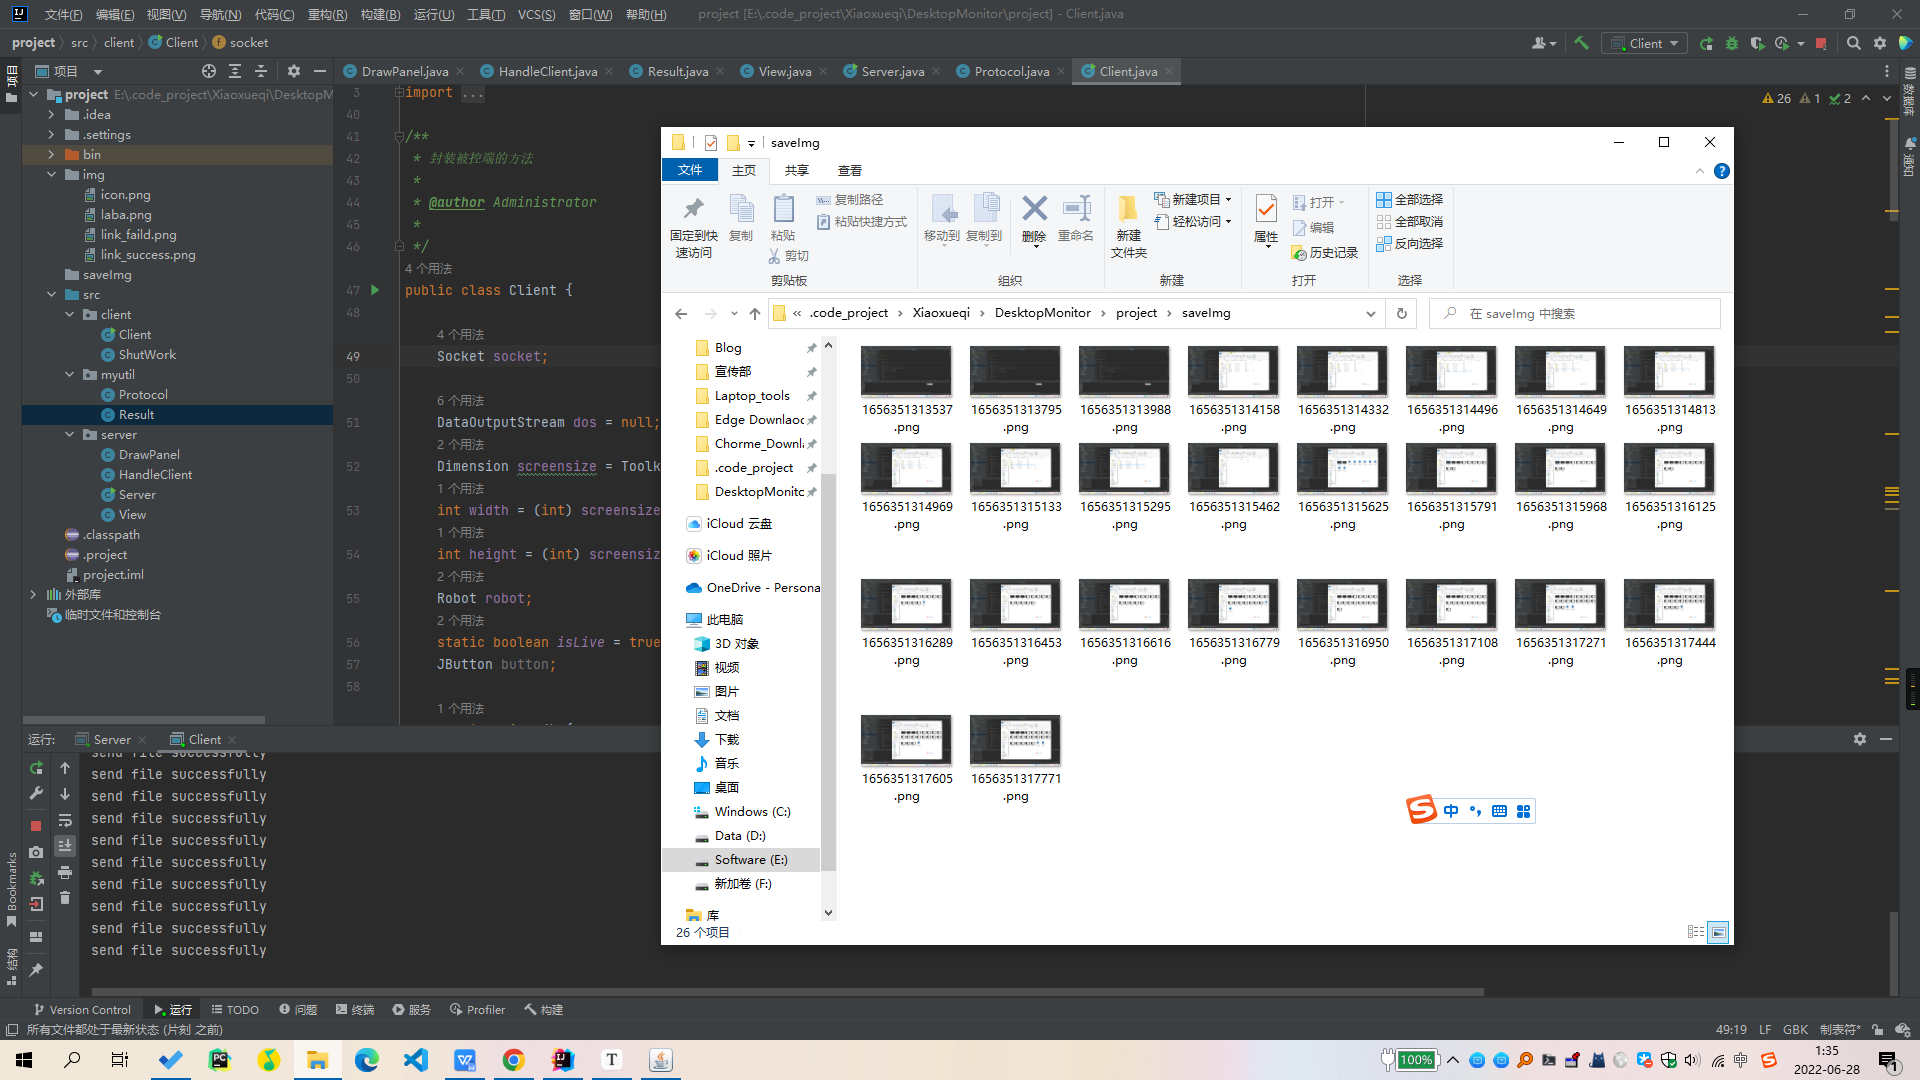 文件(F) 编辑(E) 视图(V) 导航(N) 代码(C) 重构(R) 构建(B) 运行(U) 工具(T) VCS(S) 窗口(W) 帮助(H) project [E:\.code_project\Xiaoxueqi\DesktopMonitor\project] - Client.java
project src client Client socket
Client
项目
DrawPanel.java HandleClient.java Result.java View.java Server.java Protocol.java Client.java
project E:\.code_project\Xiaoxueqi\DesktopM
.idea
.settings
bin
img
icon.png
laba.png
link_faild.png
link_success.png
saveImg
src
client
Client
ShutWork
myutil
Protocol
Result
server
DrawPanel
HandleClient
Server
View
.classpath
.project
project.iml
外部库
临时文件和控制台
项目
Bookmarks
结构
数据库
通知
26 1 2
3 import ...
40
41 /**
42 * 封装被控端的方法
43 *
44 * @author Administrator
45 *
46 */
4 个用法
47 public class Client {
48
4 个用法
49 Socket socket;
50
6 个用法
51 DataOutputStream dos = null;
2 个用法
52 Dimension screensize = Toolk
1 个用法
53 int width = (int) screensize
1 个用法
54 int height = (int) screensiz
2 个用法
55 Robot robot;
2 个用法
56 static boolean isLive = true
57 JButton button;
58
1 个用法
saveImg
文件 主页 共享 查看
固定到快速访问
复制
粘贴
复制路径
粘贴快捷方式
剪切
剪贴板
移动到
复制到
删除
重命名
组织
新建文件夹
新建项目
轻松访问
新建
属性
打开
编辑
历史记录
打开
全部选择
全部取消
反向选择
选择
« .code_project › Xiaoxueqi › DesktopMonitor › project › saveImg
在 saveImg 中搜索
Blog
宣传部
Laptop_tools
Edge Downlaoc
Chorme_Downl
.code_project
DesktopMonitc
iCloud 云盘
iCloud 照片
OneDrive - Persona
此电脑
3D 对象
视频
图片
文档
下载
音乐
桌面
Windows (C:)
Data (D:)
Software (E:)
新加卷 (F:)
库
1656351313537.png 1656351313795.png 1656351313988.png 1656351314158.png 1656351314332.png 1656351314496.png 1656351314649.png 1656351314813.png
1656351314969.png 1656351315133.png 1656351315295.png 1656351315462.png 1656351315625.png 1656351315791.png 1656351315968.png 1656351316125.png
1656351316289.png 1656351316453.png 1656351316616.png 1656351316779.png 1656351316950.png 1656351317108.png 1656351317271.png 1656351317444.png
1656351317605.png 1656351317771.png
26 个项目
中
运行: Server Client
send file successfully
send file successfully
send file successfully
send file successfully
send file successfully
send file successfully
send file successfully
send file successfully
send file successfully
send file successfully
Version Control 运行 TODO 问题 终端 服务 Profiler 构建
所有文件都处于最新状态 (片刻 之前)
49:19 LF GBK 制表符*
100%
中
1:35
2022-06-28
1